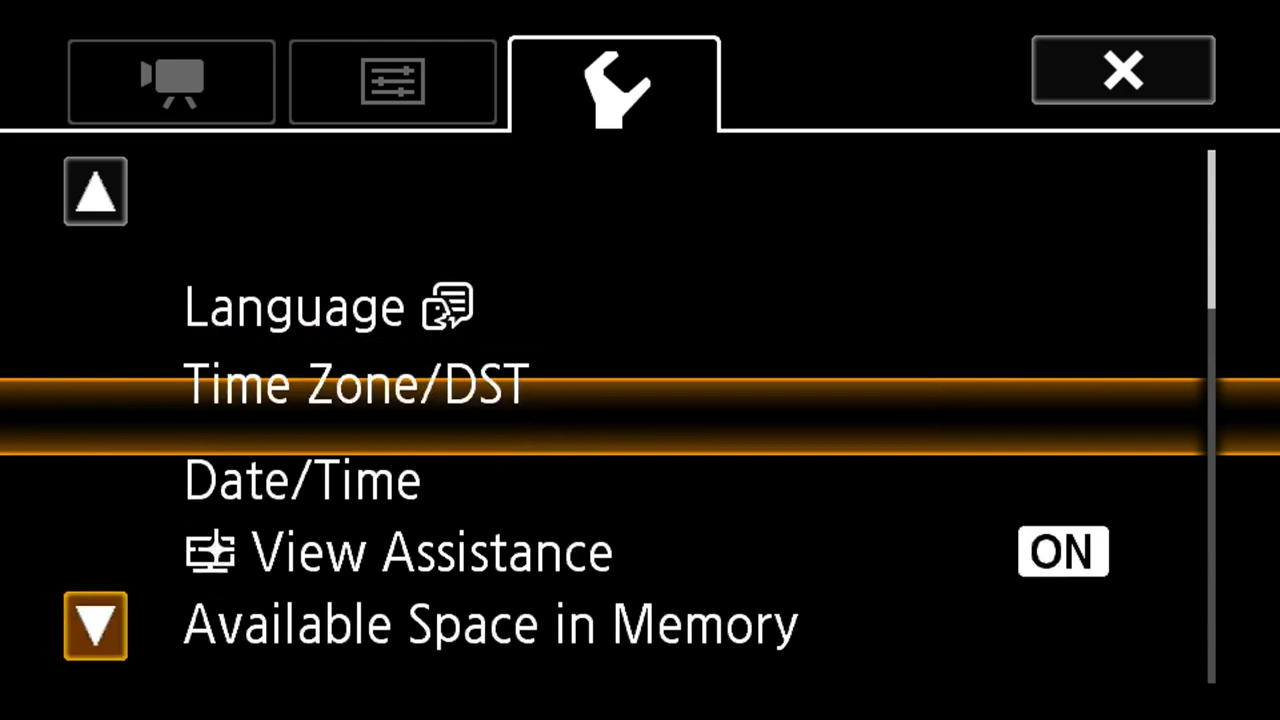 Language
Time Zone/DST
Date/Time
View Assistance ON
Available Space in Memory